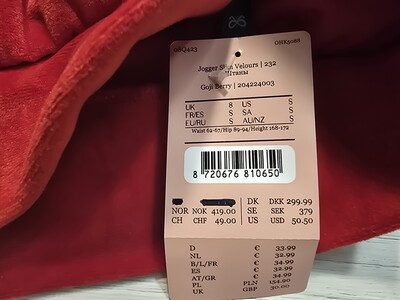 SBQ423 OHK5088
Jogger Slim Velours | 232
Штаны
Goji Berry | 204224003
UK 8 US S
FR/ES S SA S
EU/RU S AU/NZ S
Waist 62-67/Hip 89-94/Height 168-172
8 720676 810650
DK DKK 299.99
NOR NOK 419.00 SE SEK 379
CH CHF 49.00 US USD 50.50
D € 33.99
NL € 32.99
B/L/FR € 34.99
ES € 32.99
AT/GR € 34.99
PL PLN 154.90
UK GBP 30.00